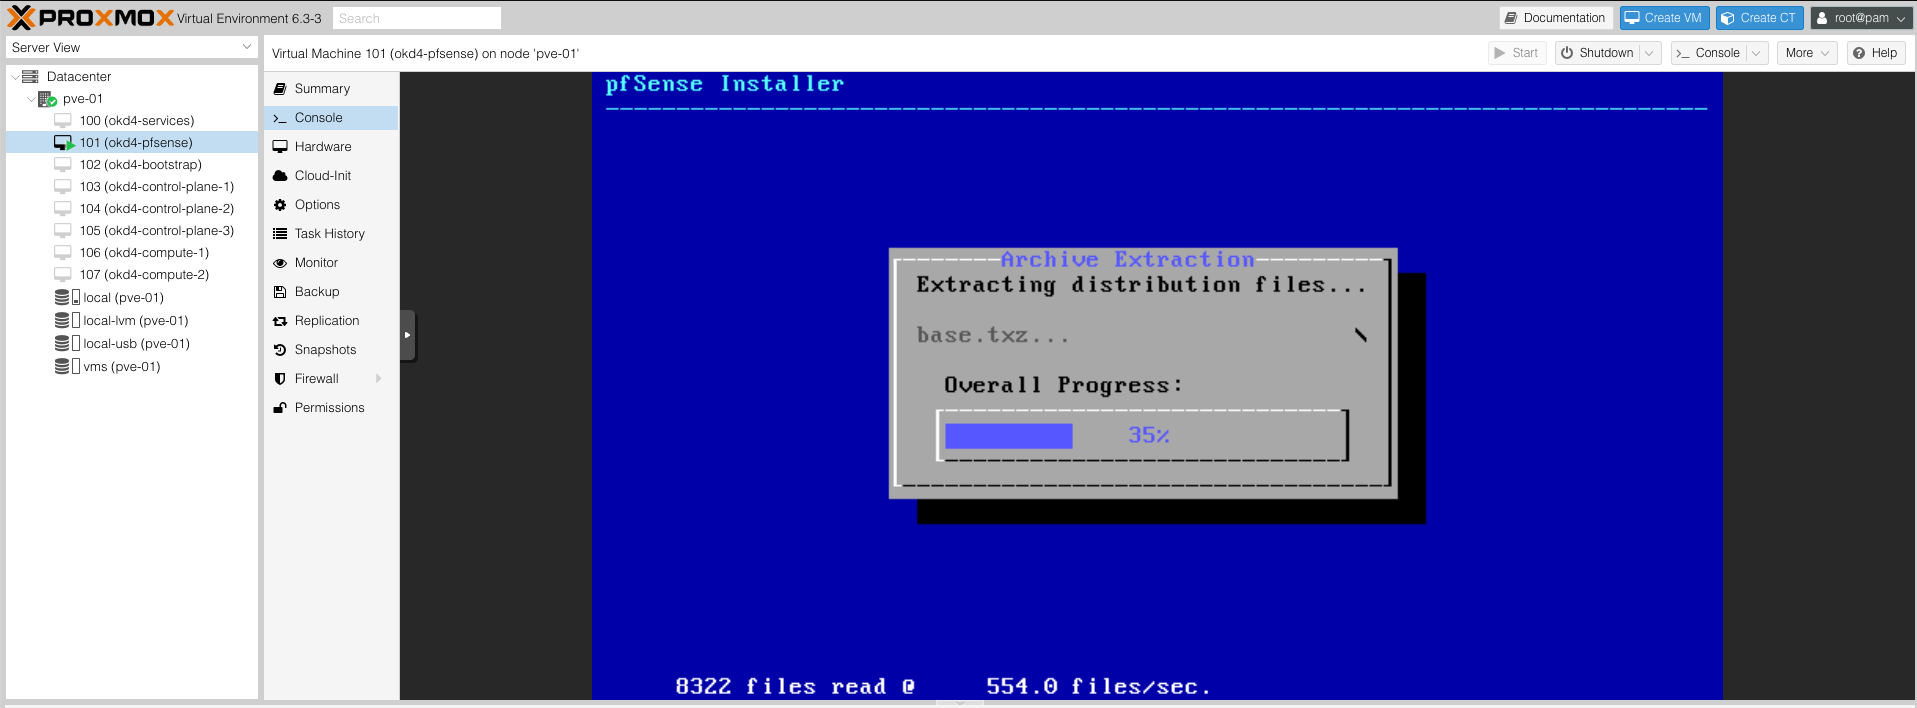 PROXMOX Virtual Environment 6.3-3 Search Documentation Create VM Create CT root@pam
Server View
Datacenter
pve-01
100 (okd4-services)
101 (okd4-pfsense)
102 (okd4-bootstrap)
103 (okd4-control-plane-1)
104 (okd4-control-plane-2)
105 (okd4-control-plane-3)
106 (okd4-compute-1)
107 (okd4-compute-2)
local (pve-01)
local-lvm (pve-01)
local-usb (pve-01)
vms (pve-01)
Virtual Machine 101 (okd4-pfsense) on node 'pve-01' Start Shutdown Console More Help
Summary
Console
Hardware
Cloud-Init
Options
Task History
Monitor
Backup
Replication
Snapshots
Firewall
Permissions
pfSense Installer
Archive Extraction
Extracting distribution files...
base.txz... \
Overall Progress:
35%
8322 files read @ 554.0 files/sec.